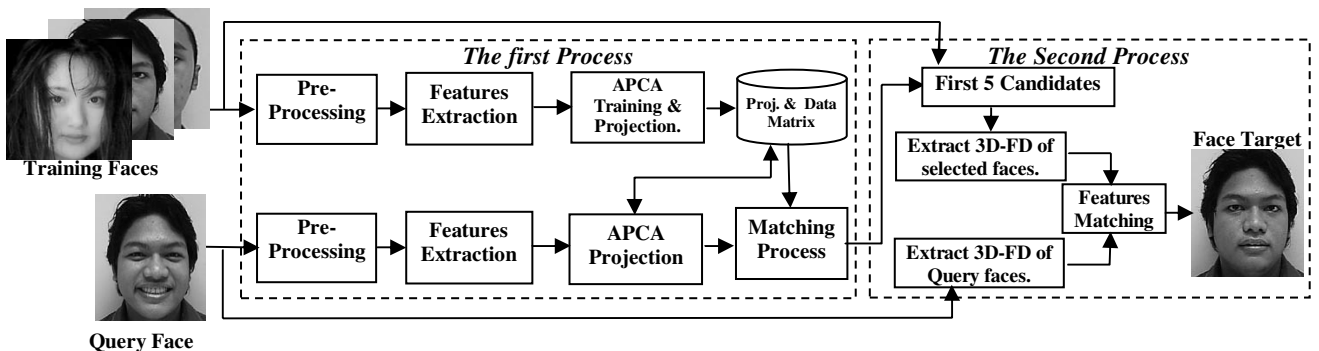 The first Process
The Second Process
Pre-
Processing
Features
Extraction
APCA
Training &
Projection.
Proj. & Data
Matrix
First 5 Candidates
Extract 3D-FD of
selected faces.
Face Target
Training Faces
Features
Matching
Pre-
Processing
Features
Extraction
APCA
Projection
Matching
Process
Extract 3D-FD of
Query faces.
Query Face